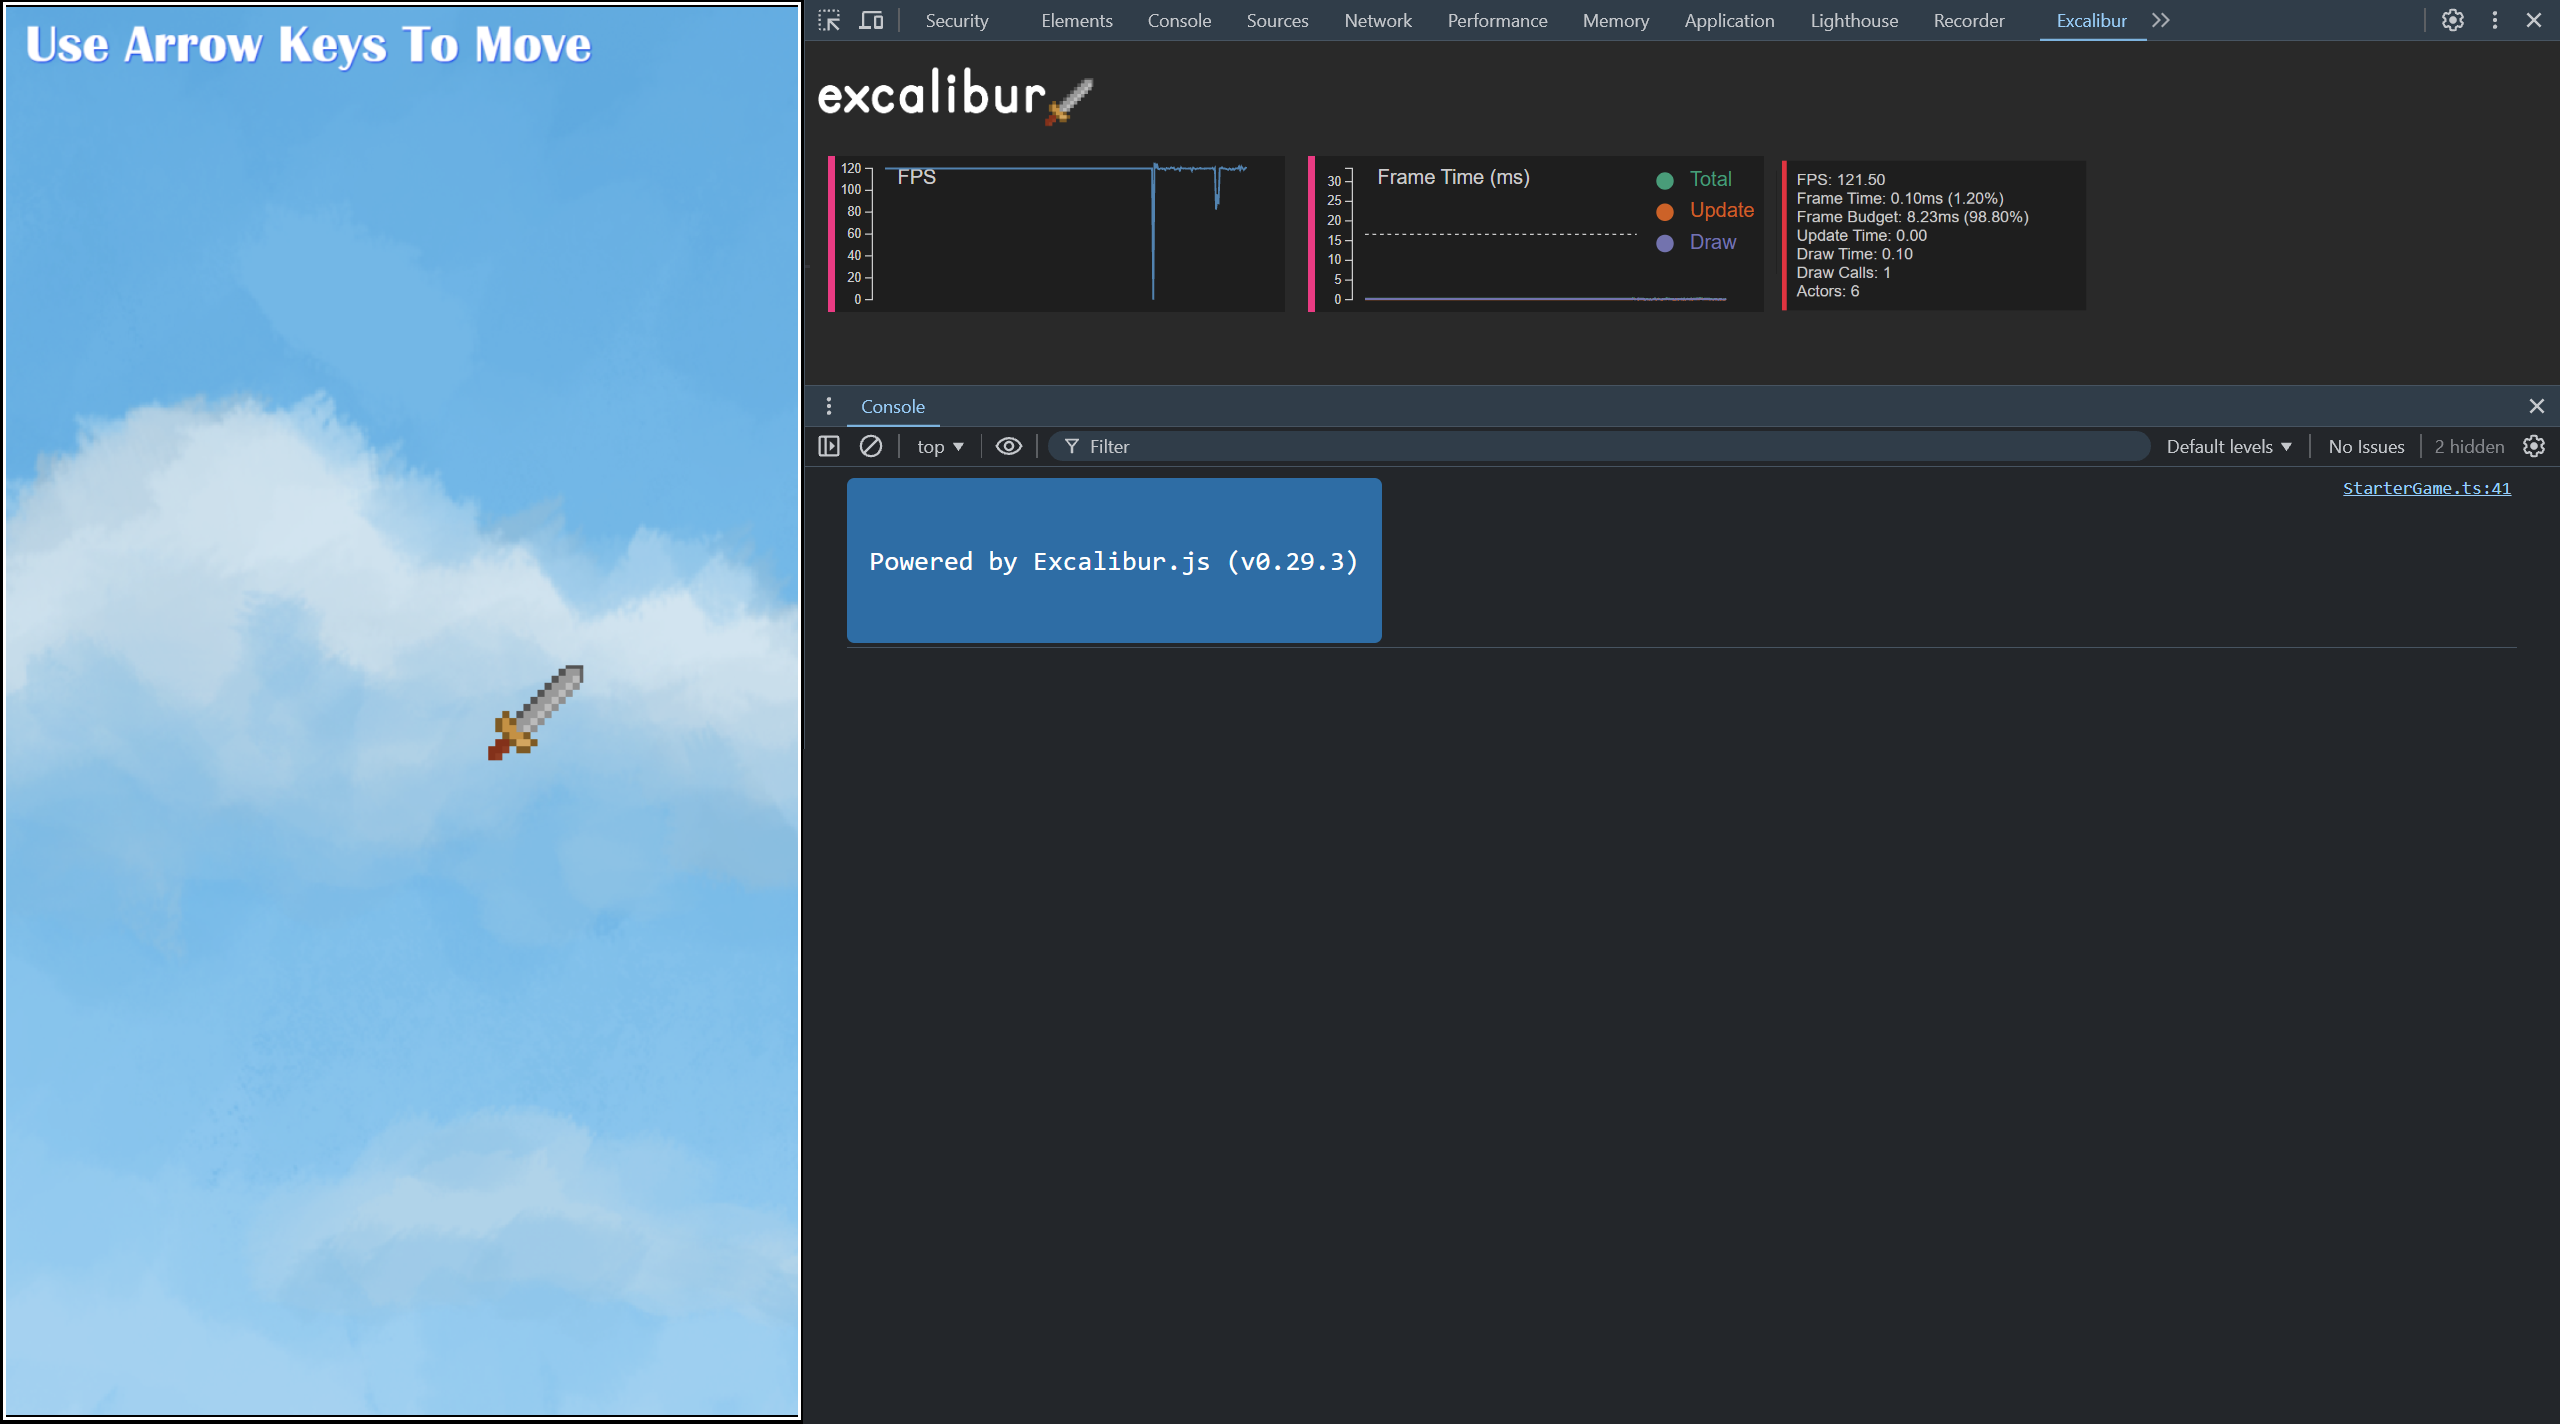 Use Arrow Keys To Move
Security Elements Console Sources Network Performance Memory Application Lighthouse Recorder Excalibur
excalibur
FPS
120
100
80
60
40
20
0
Frame Time (ms)
30
25
20
15
10
5
0
Total
Update
Draw
FPS: 121.50
Frame Time: 0.10ms (1.20%)
Frame Budget: 8.23ms (98.80%)
Update Time: 0.00
Draw Time: 0.10
Draw Calls: 1
Actors: 6
Console
top Filter Default levels No Issues 2 hidden
StarterGame.ts:41
Powered by Excalibur.js (v0.29.3)